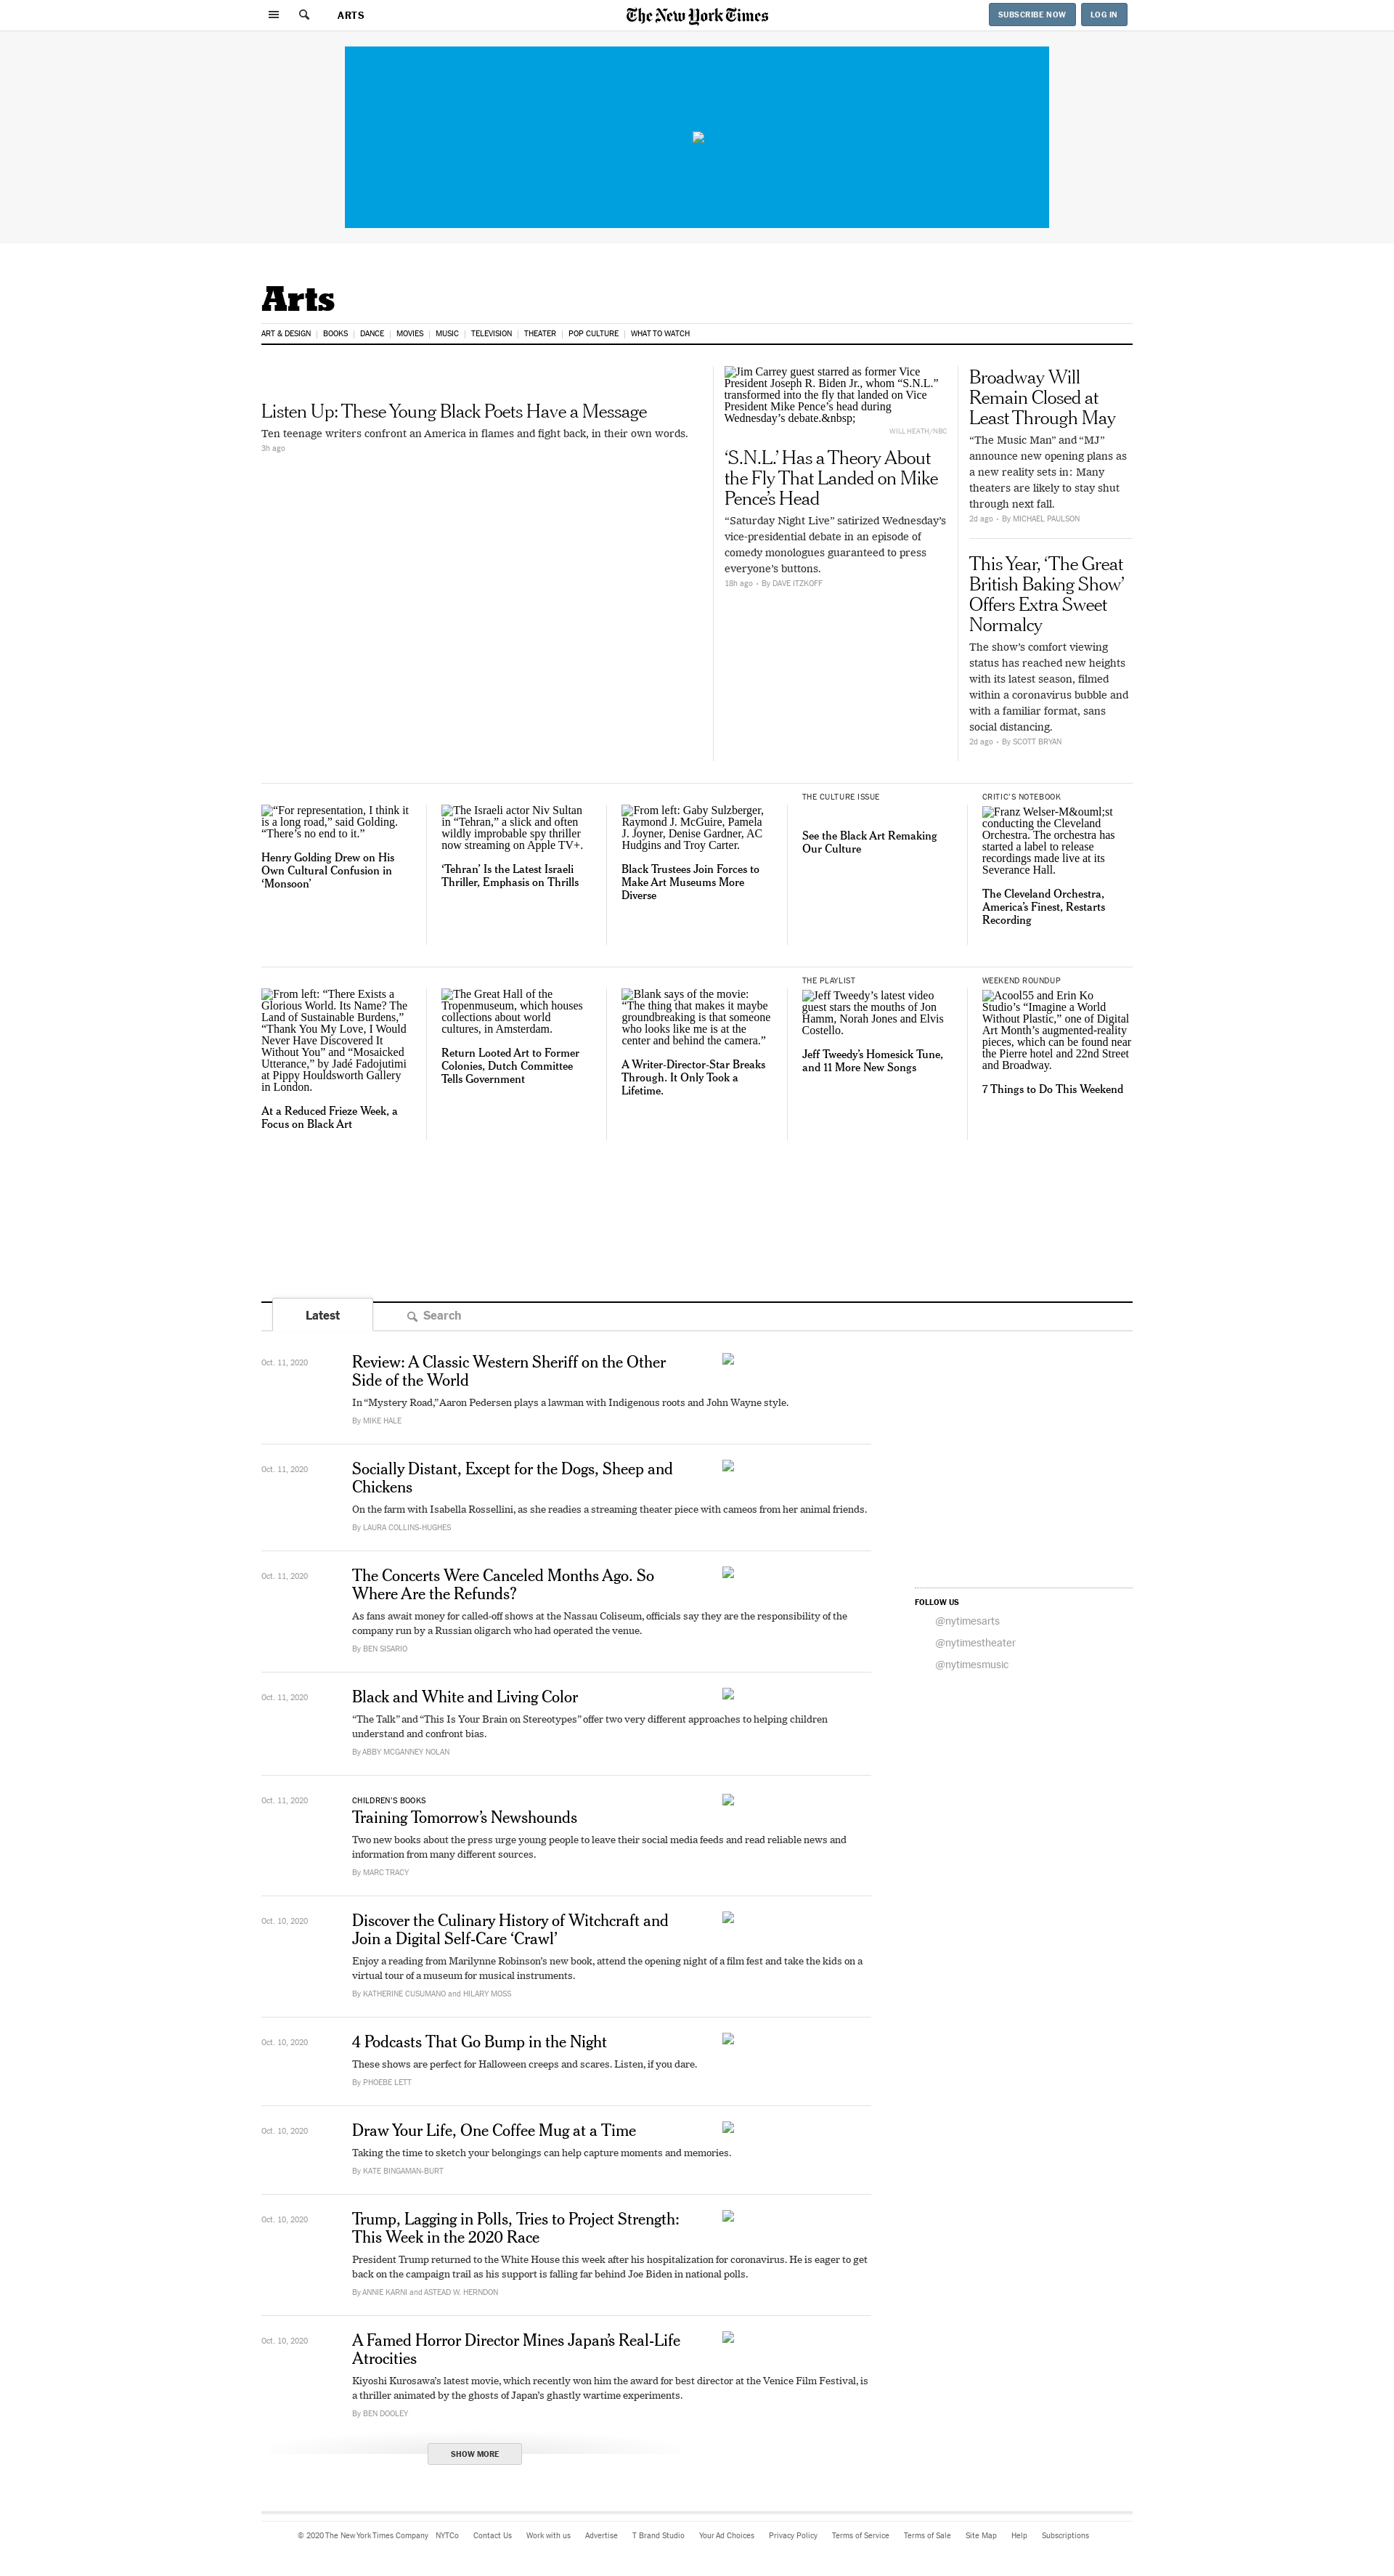 ARTS
The New York Times
SUBSCRIBE NOW
LOG IN
Arts
ART & DESIGN
BOOKS
DANCE
MOVIES
MUSIC
TELEVISION
THEATER
POP CULTURE
WHAT TO WATCH
Listen Up: These Young Black Poets Have a Message
Ten teenage writers confront an America in flames and fight back, in their own words.
3h ago
Jim Carrey guest starred as former Vice
President Joseph R. Biden Jr., whom “S.N.L.”
transformed into the fly that landed on Vice
President Mike Pence’s head during
Wednesday’s debate.&nbsp;
WILL HEATH/NBC
‘S.N.L.’ Has a Theory About
the Fly That Landed on Mike
Pence’s Head
“Saturday Night Live” satirized Wednesday’s
vice-presidential debate in an episode of
comedy monologues guaranteed to press
everyone’s buttons.
18h ago • By DAVE ITZKOFF
Broadway Will
Remain Closed at
Least Through May
“The Music Man” and “MJ”
announce new opening plans as
a new reality sets in: Many
theaters are likely to stay shut
through next fall.
2d ago • By MICHAEL PAULSON
This Year, ‘The Great
British Baking Show’
Offers Extra Sweet
Normalcy
The show’s comfort viewing
status has reached new heights
with its latest season, filmed
within a coronavirus bubble and
with a familiar format, sans
social distancing.
2d ago • By SCOTT BRYAN
“For representation, I think it
is a long road,” said Golding.
“There’s no end to it.”
Henry Golding Drew on His
Own Cultural Confusion in
‘Monsoon’
The Israeli actor Niv Sultan
in “Tehran,” a slick and often
wildly improbable spy thriller
now streaming on Apple TV+.
‘Tehran’ Is the Latest Israeli
Thriller, Emphasis on Thrills
From left: Gaby Sulzberger,
Raymond J. McGuire, Pamela
J. Joyner, Denise Gardner, AC
Hudgins and Troy Carter.
Black Trustees Join Forces to
Make Art Museums More
Diverse
THE CULTURE ISSUE
See the Black Art Remaking
Our Culture
CRITIC’S NOTEBOOK
Franz Welser-M&ouml;st
conducting the Cleveland
Orchestra. The orchestra has
started a label to release
recordings made live at its
Severance Hall.
The Cleveland Orchestra,
America’s Finest, Restarts
Recording
From left: “There Exists a
Glorious World. Its Name? The
Land of Sustainable Burdens,”
“Thank You My Love, I Would
Never Have Discovered It
Without You” and “Mosaicked
Utterance,” by Jadé Fadojutimi
at Pippy Houldsworth Gallery
in London.
At a Reduced Frieze Week, a
Focus on Black Art
The Great Hall of the
Tropenmuseum, which houses
collections about world
cultures, in Amsterdam.
Return Looted Art to Former
Colonies, Dutch Committee
Tells Government
Blank says of the movie:
“The thing that makes it maybe
groundbreaking is that someone
who looks like me is at the
center and behind the camera.”
A Writer-Director-Star Breaks
Through. It Only Took a
Lifetime.
THE PLAYLIST
Jeff Tweedy’s latest video
guest stars the mouths of Jon
Hamm, Norah Jones and Elvis
Costello.
Jeff Tweedy’s Homesick Tune,
and 11 More New Songs
WEEKEND ROUNDUP
Acool55 and Erin Ko
Studio’s “Imagine a World
Without Plastic,” one of Digital
Art Month’s augmented-reality
pieces, which can be found near
the Pierre hotel and 22nd Street
and Broadway.
7 Things to Do This Weekend
Latest
Search
Oct. 11, 2020
Review: A Classic Western Sheriff on the Other
Side of the World
In “Mystery Road,” Aaron Pedersen plays a lawman with Indigenous roots and John Wayne style.
By MIKE HALE
Oct. 11, 2020
Socially Distant, Except for the Dogs, Sheep and
Chickens
On the farm with Isabella Rossellini, as she readies a streaming theater piece with cameos from her animal friends.
By LAURA COLLINS-HUGHES
Oct. 11, 2020
The Concerts Were Canceled Months Ago. So
Where Are the Refunds?
As fans await money for called-off shows at the Nassau Coliseum, officials say they are the responsibility of the
company run by a Russian oligarch who had operated the venue.
By BEN SISARIO
FOLLOW US
@nytimesarts
@nytimestheater
@nytimesmusic
Oct. 11, 2020
Black and White and Living Color
“The Talk” and “This Is Your Brain on Stereotypes” offer two very different approaches to helping children
understand and confront bias.
By ABBY MCGANNEY NOLAN
Oct. 11, 2020
CHILDREN’S BOOKS
Training Tomorrow’s Newshounds
Two new books about the press urge young people to leave their social media feeds and read reliable news and
information from many different sources.
By MARC TRACY
Oct. 10, 2020
Discover the Culinary History of Witchcraft and
Join a Digital Self-Care ‘Crawl’
Enjoy a reading from Marilynne Robinson’s new book, attend the opening night of a film fest and take the kids on a
virtual tour of a museum for musical instruments.
By KATHERINE CUSUMANO and HILARY MOSS
Oct. 10, 2020
4 Podcasts That Go Bump in the Night
These shows are perfect for Halloween creeps and scares. Listen, if you dare.
By PHOEBE LETT
Oct. 10, 2020
Draw Your Life, One Coffee Mug at a Time
Taking the time to sketch your belongings can help capture moments and memories.
By KATE BINGAMAN-BURT
Oct. 10, 2020
Trump, Lagging in Polls, Tries to Project Strength:
This Week in the 2020 Race
President Trump returned to the White House this week after his hospitalization for coronavirus. He is eager to get
back on the campaign trail as his support is falling far behind Joe Biden in national polls.
By ANNIE KARNI and ASTEAD W. HERNDON
Oct. 10, 2020
A Famed Horror Director Mines Japan’s Real-Life
Atrocities
Kiyoshi Kurosawa’s latest movie, which recently won him the award for best director at the Venice Film Festival, is
a thriller animated by the ghosts of Japan’s ghastly wartime experiments.
By BEN DOOLEY
SHOW MORE
© 2020 The New York Times Company NYTCo Contact Us Work with us Advertise T Brand Studio Your Ad Choices Privacy Policy Terms of Service Terms of Sale Site Map Help Subscriptions